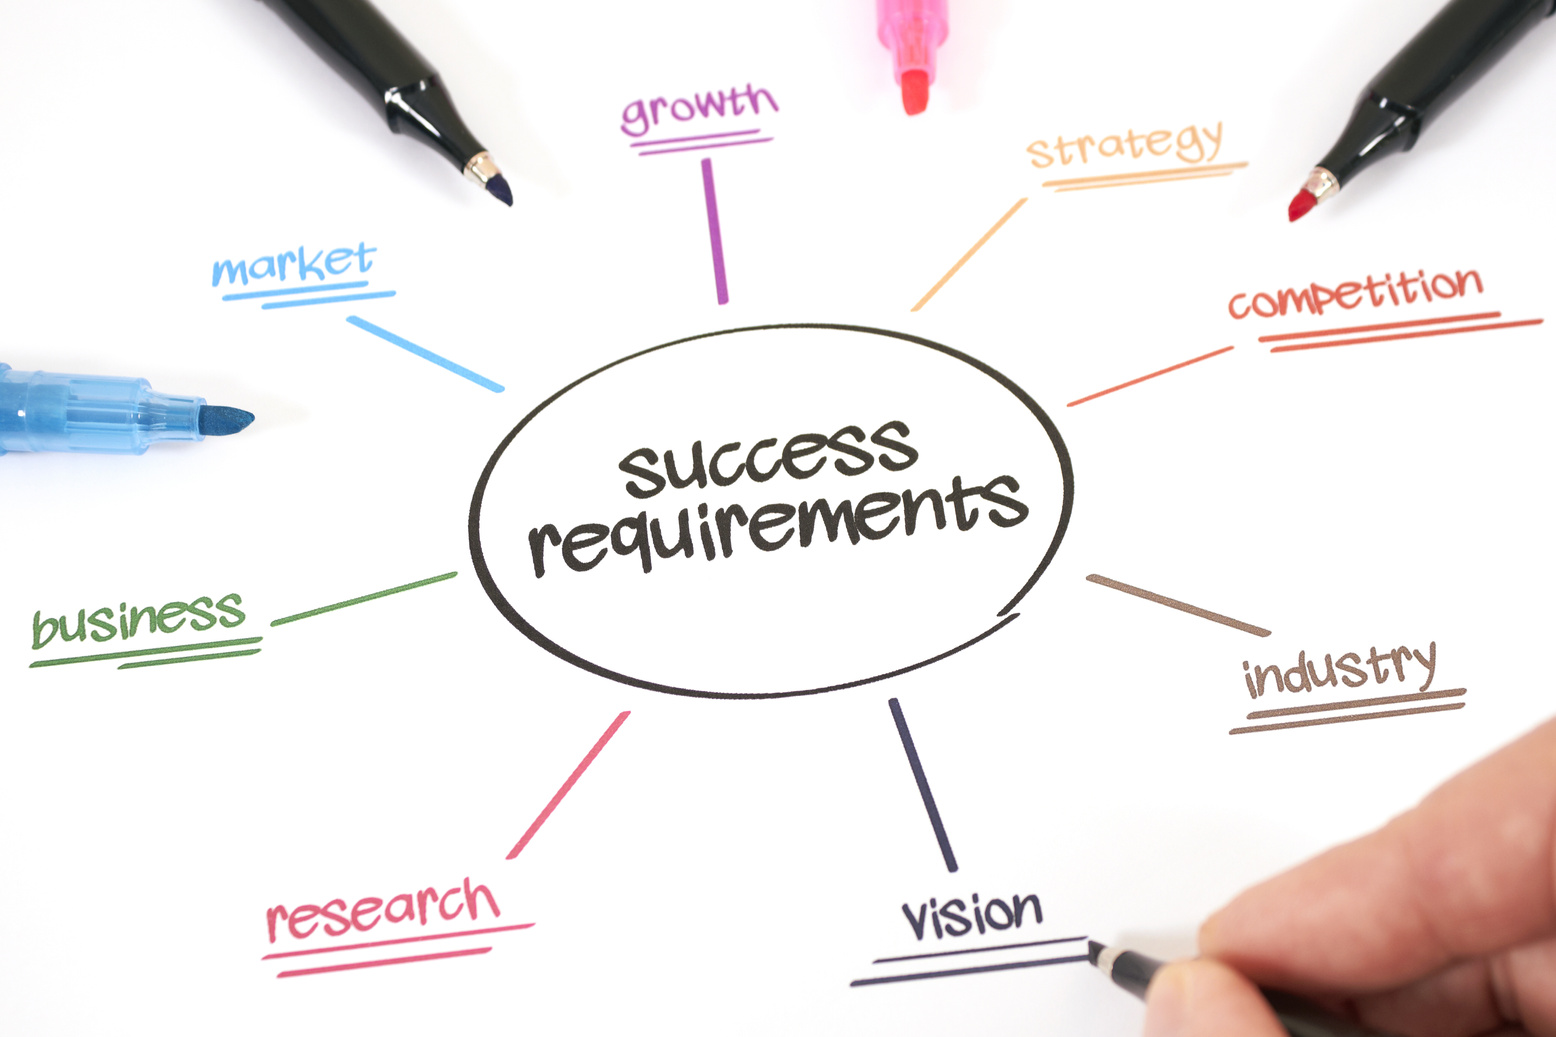 growth
strategy
market
competition
success
requirements
business
industry
research
vision